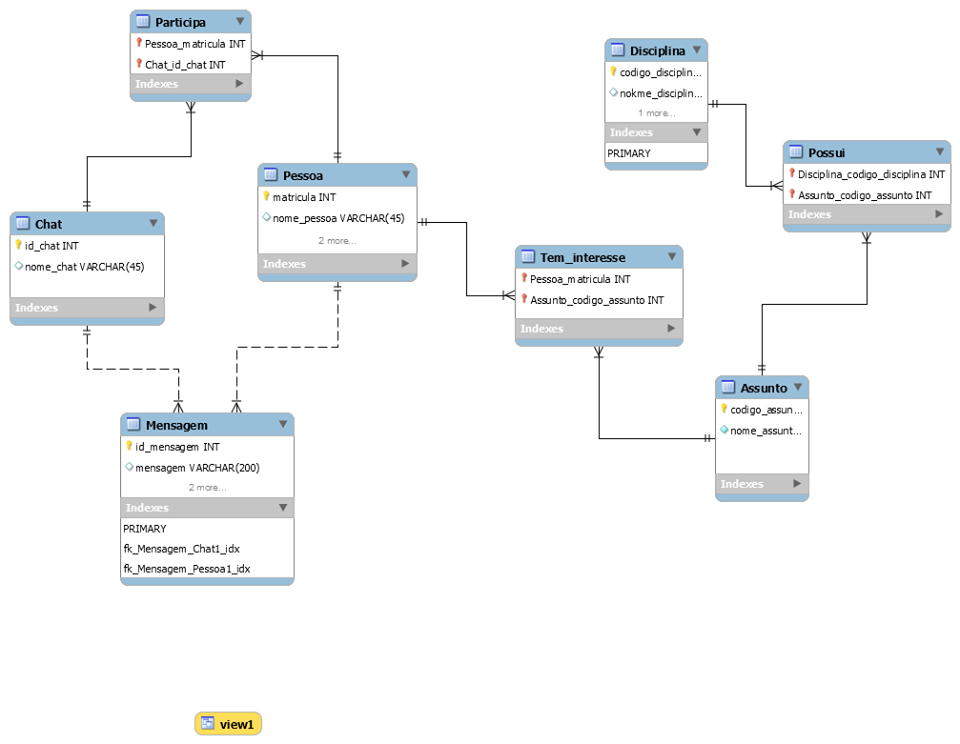 Participa
Pessoa_matricula INT
Chat_id_chat INT
Indexes
Disciplina
codigo_disciplin...
nokme_disciplin...
1 more...
Indexes
PRIMARY
Possui
Disciplina_codigo_disciplina INT
Assunto_codigo_assunto INT
Indexes
Pessoa
matricula INT
nome_pessoa VARCHAR(45)
2 more...
Indexes
Chat
id_chat INT
nome_chat VARCHAR(45)
Indexes
Tem_interesse
Pessoa_matricula INT
Assunto_codigo_assunto INT
Indexes
Assunto
codigo_assun...
nome_assunt...
Indexes
Mensagem
id_mensagem INT
mensagem VARCHAR(200)
2 more...
Indexes
PRIMARY
fk_Mensagem_Chat1_idx
fk_Mensagem_Pessoa1_idx
view1